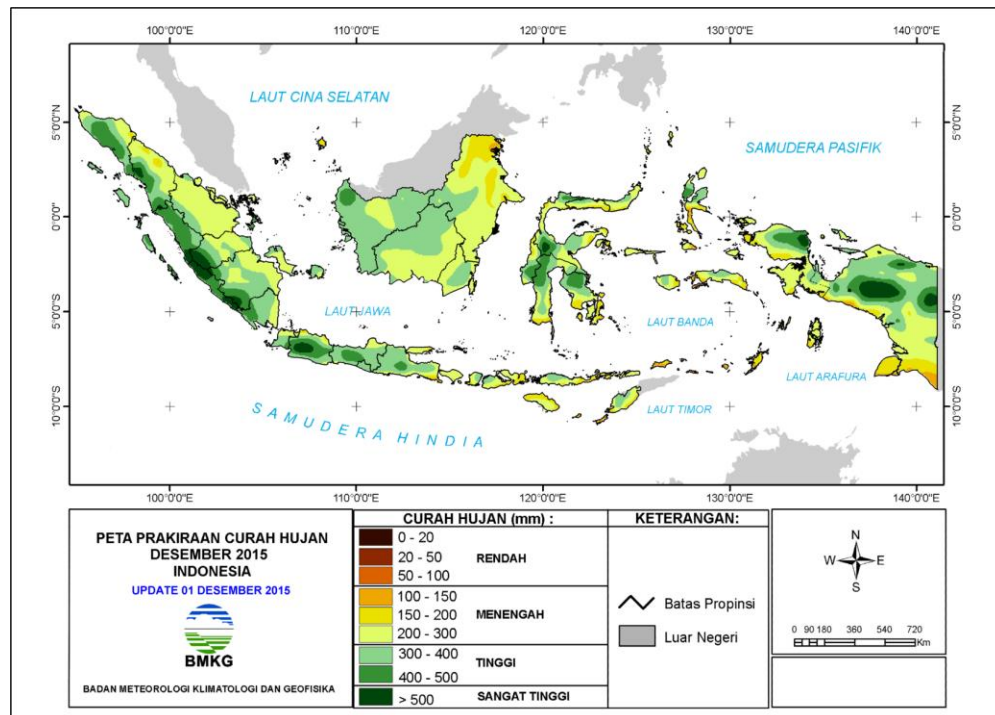 100°0'0"E 110°0'0"E 120°0'0"E 130°0'0"E 140°0'0"E
5°0'0"N 5°0'0"N
0°0'0" 0°0'0"
5°0'0"S 5°0'0"S
10°0'0"S 10°0'0"S
LAUT CINA SELATAN
SAMUDERA PASIFIK
LAUT JAWA
LAUT BANDA
LAUT ARAFURA
LAUT TIMOR
SAMUDERA HINDIA
100°0'0"E 110°0'0"E 120°0'0"E 130°0'0"E 140°0'0"E
PETA PRAKIRAAN CURAH HUJAN
DESEMBER 2015
INDONESIA
UPDATE 01 DESEMBER 2015
BMKG
BADAN METEOROLOGI KLIMATOLOGI DAN GEOFISIKA
CURAH HUJAN (mm) :
0 - 20
20 - 50 RENDAH
50 - 100
100 - 150
150 - 200 MENENGAH
200 - 300
300 - 400 TINGGI
400 - 500
> 500 SANGAT TINGGI
KETERANGAN:
Batas Propinsi
Luar Negeri
N
W E
S
0 90 180 360 540 720
Km